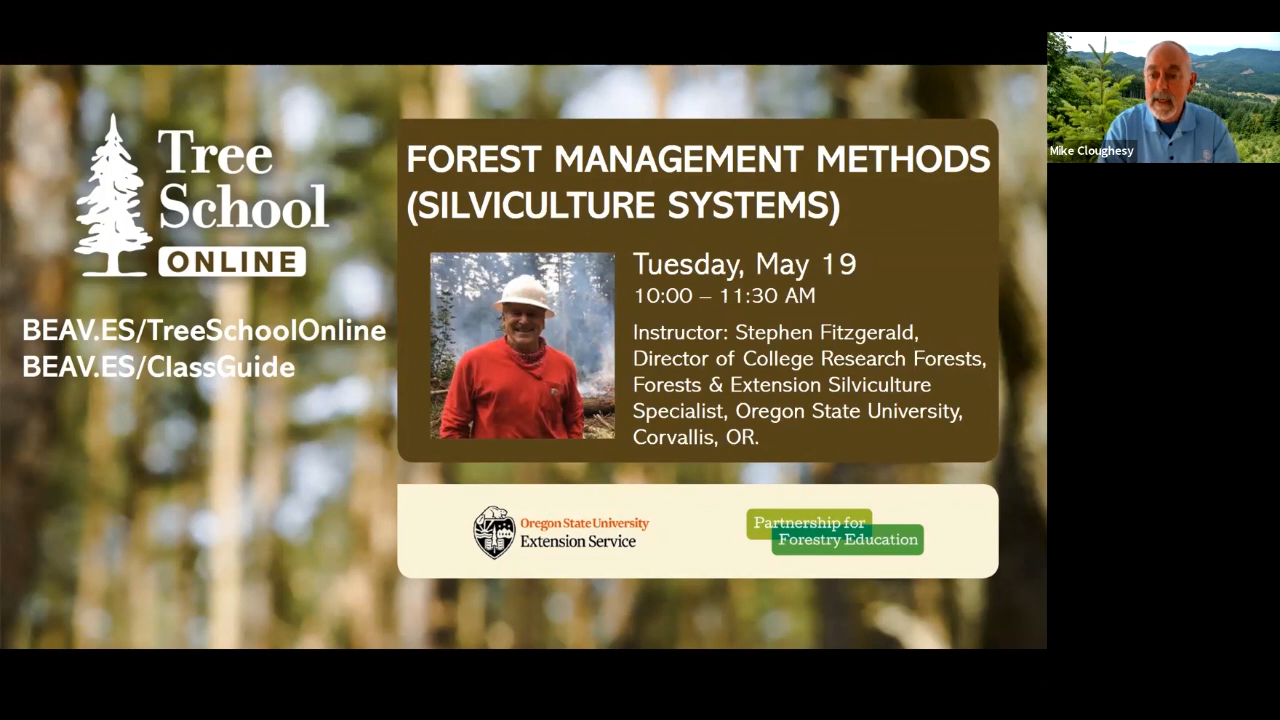 Tree
School
ONLINE
BEAV.ES/TreeSchoolOnline
BEAV.ES/ClassGuide
FOREST MANAGEMENT METHODS
(SILVICULTURE SYSTEMS)
Tuesday, May 19
10:00 – 11:30 AM
Instructor: Stephen Fitzgerald,
Director of College Research Forests,
Forests & Extension Silviculture
Specialist, Oregon State University,
Corvallis, OR.
Oregon State University
Extension Service
Partnership for
Forestry Education
Mike Cloughesy